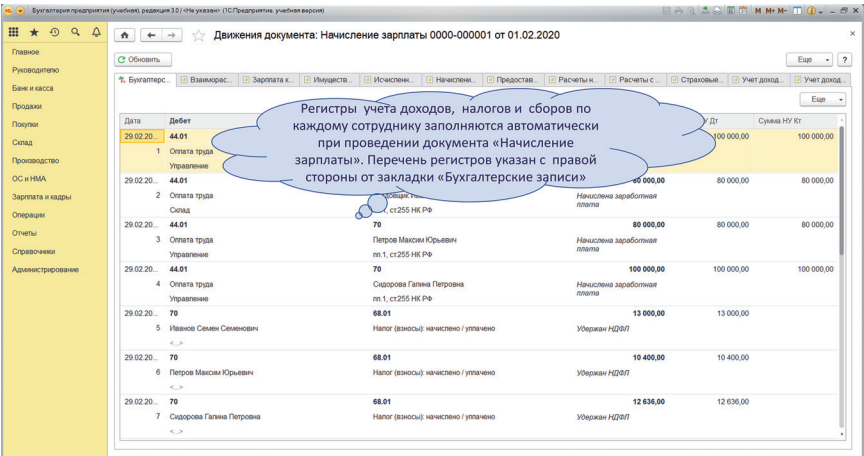 Бухгалтерия предприятия (учебная), редакция 3.0 / <Не указан> (1С:Предприятие, учебная версия)
M M+ M-
Движения документа: Начисление зарплаты 0000-000001 от 01.02.2020
Главное
Руководителю
Банк и касса
Продажи
Покупки
Склад
Производство
ОС и НМА
Зарплата и кадры
Операции
Отчеты
Справочники
Администрирование
Обновить
Еще
?
Бухгалтерс... Взаиморас... Зарплата к... Имуществ... Исчислен... Начислени... Предостав... Расчеты н... Расчеты с ... Страховые... Учет доход... Учет доход...
Еще
Дата Дебет Дт Сумма НУ Кт
Регистры учета доходов, налогов и сборов по
каждому сотруднику заполняются автоматически
при проведении документа «Начисление
зарплаты». Перечень регистров указан с правой
стороны от закладки «Бухгалтерские записи»
29.02.20... 44.01 100 000,00 100 000,00
1 Оплата труда
Управление
29.02.20... 44.01 80 000,00 80 000,00 80 000,00
2 Оплата труда Начислена заработная
плата
Склад ст.255 НК РФ
29.02.20... 44.01 70 80 000,00 80 000,00 80 000,00
3 Оплата труда Петров Максим Юрьевич Начислена заработная
плата
Управление пп.1, ст.255 НК РФ
29.02.20... 44.01 70 100 000,00 100 000,00 100 000,00
4 Оплата труда Сидорова Галина Петровна Начислена заработная
плата
Управление пп.1, ст.255 НК РФ
29.02.20... 70 68.01 13 000,00 13 000,00
5 Иванов Семен Семенович Налог (взносы): начислено / уплачено Удержан НДФЛ
<...>
29.02.20... 70 68.01 10 400,00 10 400,00
6 Петров Максим Юрьевич Налог (взносы): начислено / уплачено Удержан НДФЛ
<...>
29.02.20... 70 68.01 12 636,00 12 636,00
7 Сидорова Галина Петровна Налог (взносы): начислено / уплачено Удержан НДФЛ
<...>